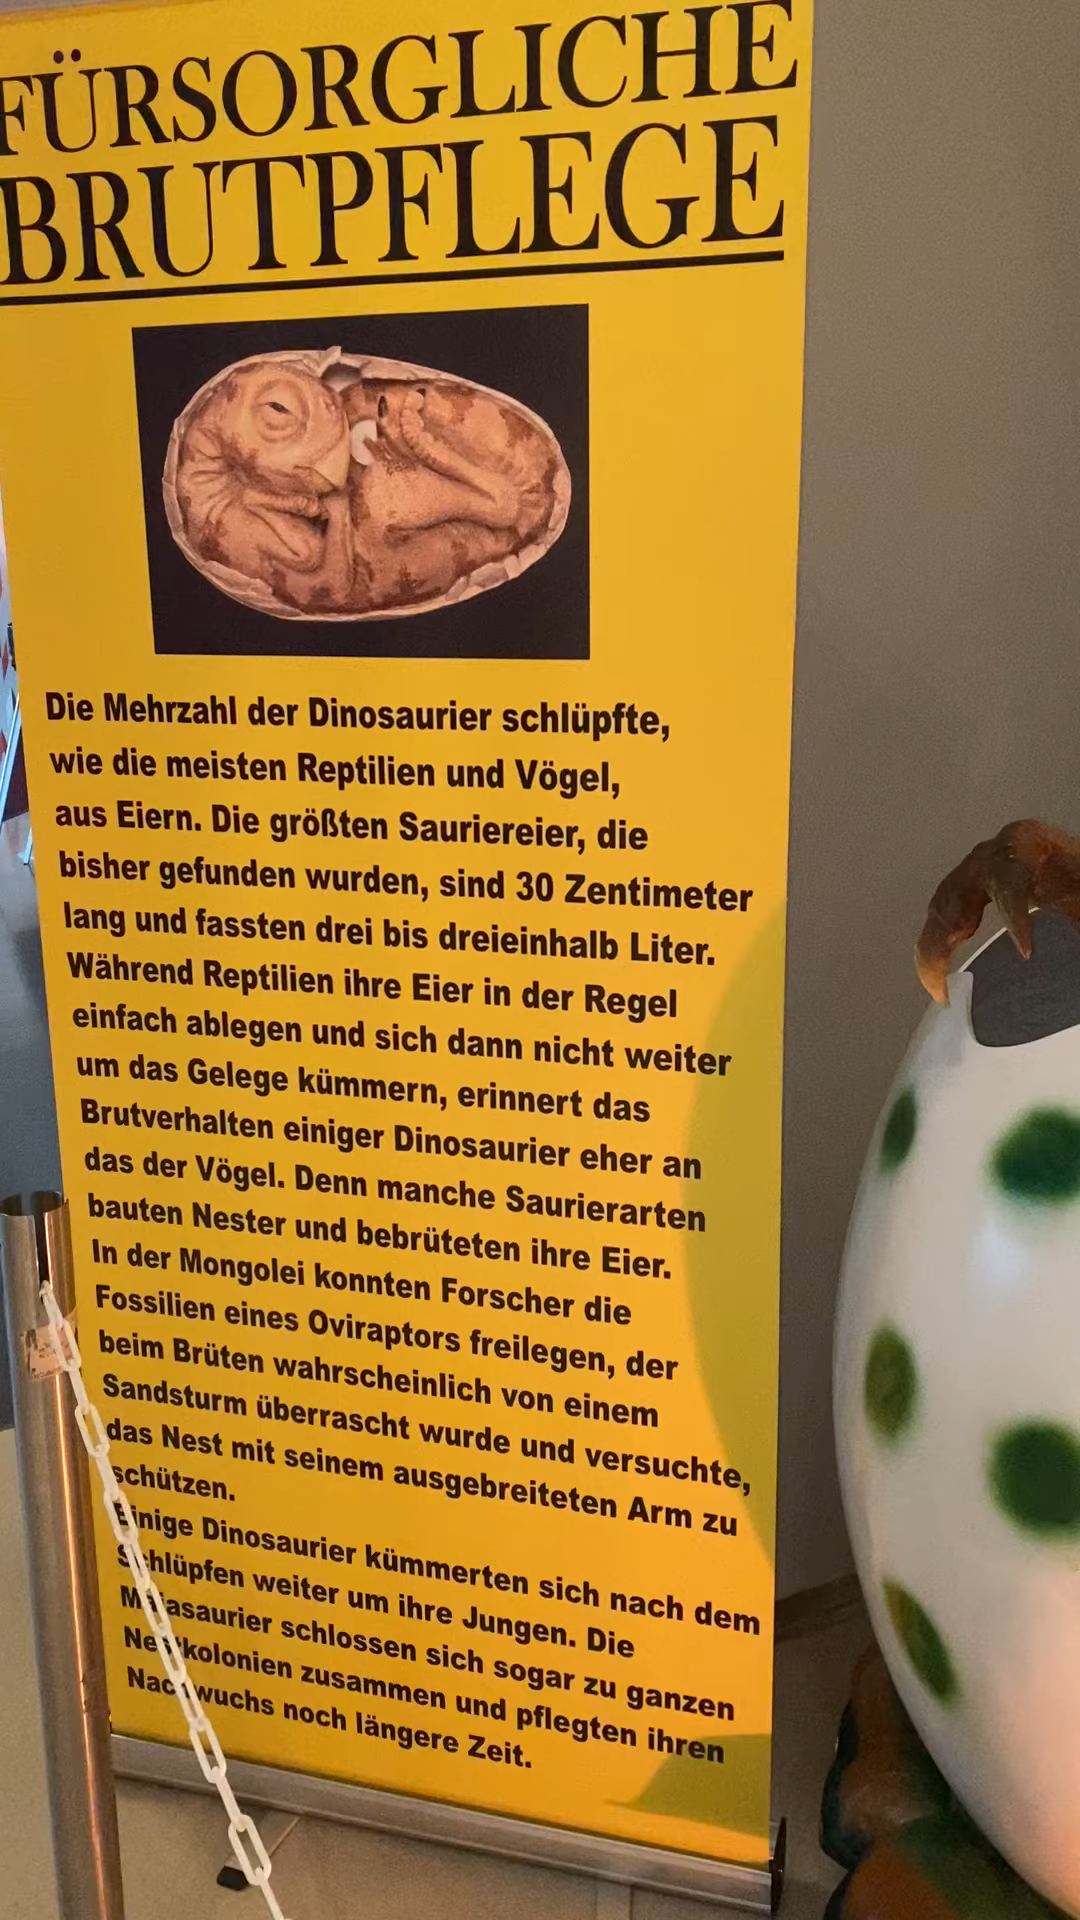 FÜRSORGLICHE
BRUTPFLEGE
Die Mehrzahl der Dinosaurier schlüpfte,
wie die meisten Reptilien und Vögel,
aus Eiern. Die größten Sauriereier, die
bisher gefunden wurden, sind 30 Zentimeter
lang und fassten drei bis dreieinhalb Liter.
Während Reptilien ihre Eier in der Regel
einfach ablegen und sich dann nicht weiter
um das Gelege kümmern, erinnert das
Brutverhalten einiger Dinosaurier eher an
das der Vögel. Denn manche Saurierarten
bauten Nester und bebrüteten ihre Eier.
In der Mongolei konnten Forscher die
Fossilien eines Oviraptors freilegen, der
beim Brüten wahrscheinlich von einem
Sandsturm überrascht wurde und versuchte,
das Nest mit seinem ausgebreiteten Arm zu
schützen.
Einige Dinosaurier kümmerten sich nach dem
Schlüpfen weiter um ihre Jungen. Die
Maiasaurier schlossen sich sogar zu ganzen
Nestkolonien zusammen und pflegten ihren
Nachwuchs noch längere Zeit.